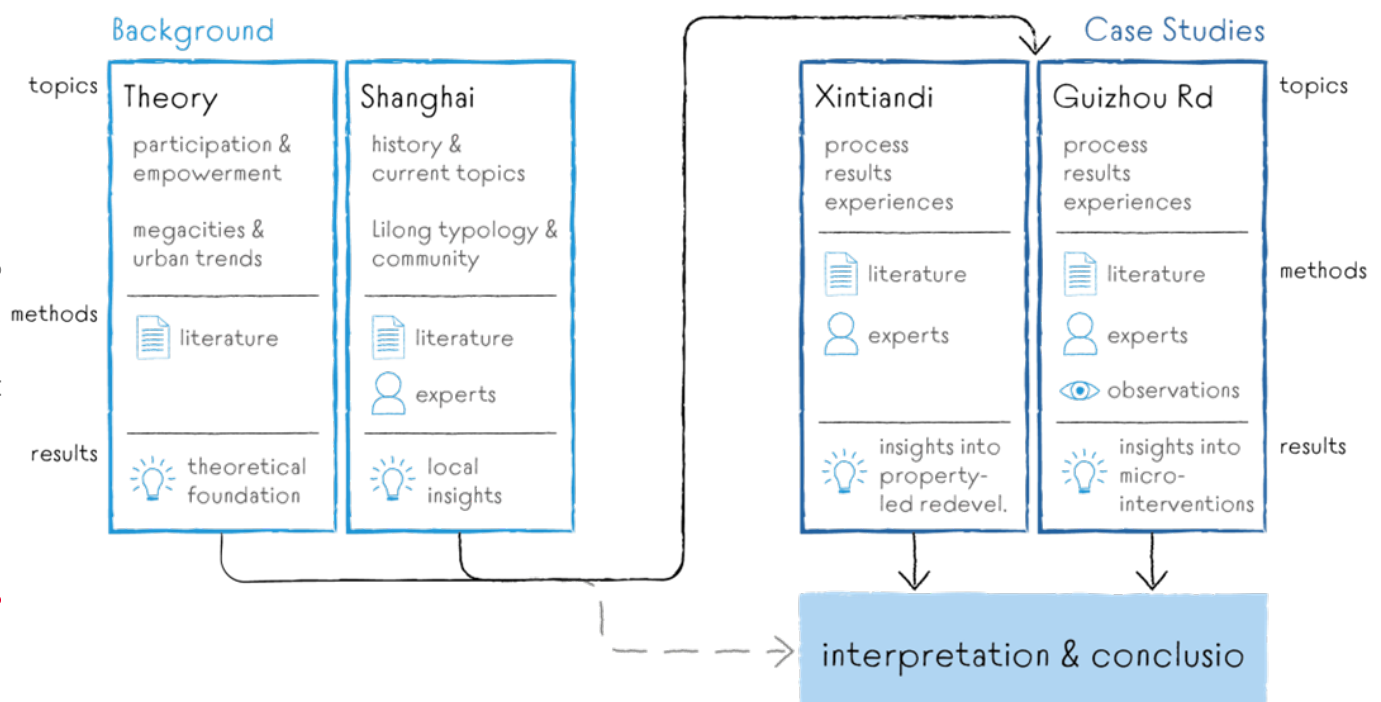 Background
topics
Theory
participation &
empowerment
megacities &
urban trends
methods
literature
results
theoretical
foundation
Shanghai
history &
current topics
Lilong typology &
community
literature
experts
local
insights
Case Studies
Xintiandi
process
results
experiences
literature
experts
insights into
property-
led redevel.
Guizhou Rd
process
results
experiences
literature
experts
observations
insights into
micro-
interventions
topics
methods
results
interpretation & conclusio